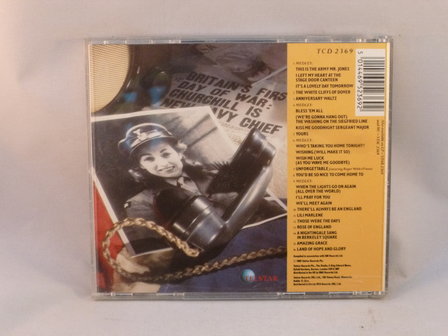 TCD 2369
5 014469 523692
BRITAIN'S FIRST
DAY OF WAR:
CHURCHILL IS
NEW NAVY CHIEF
MEDLEY:
THIS IS THE ARMY MR. JONES
I LEFT MY HEART AT THE
STAGE DOOR CANTEEN
IT'S A LOVELY DAY TOMORROW
THE WHITE CLIFFS OF DOVER
ANNIVERSARY WALTZ
MEDLEY:
BLESS 'EM ALL
(WE'RE GONNA HANG OUT)
THE WASHING ON THE SIEGFRIED LINE
KISS ME GOODNIGHT SERGEANT MAJOR
YOURS
MEDLEY:
WHO'S TAKING YOU HOME TONIGHT?
WISHING (WILL MAKE IT SO)
WISH ME LUCK
(AS YOU WAVE ME GOODBYE)
UNFORGETTABLE
YOU'D BE SO NICE TO COME HOME TO
MEDLEY:
WHEN THE LIGHTS GO ON AGAIN
(ALL OVER THE WORLD)
I'LL PRAY FOR YOU
WE'LL MEET AGAIN
THERE'LL ALWAYS BE AN ENGLAND
LILI MARLENE
THOSE WERE THE DAYS
ROSE OF ENGLAND
A NIGHTINGALE SANG
IN BERKELEY SQUARE
AMAZING GRACE
LAND OF HOPE AND GLORY
TELSTAR